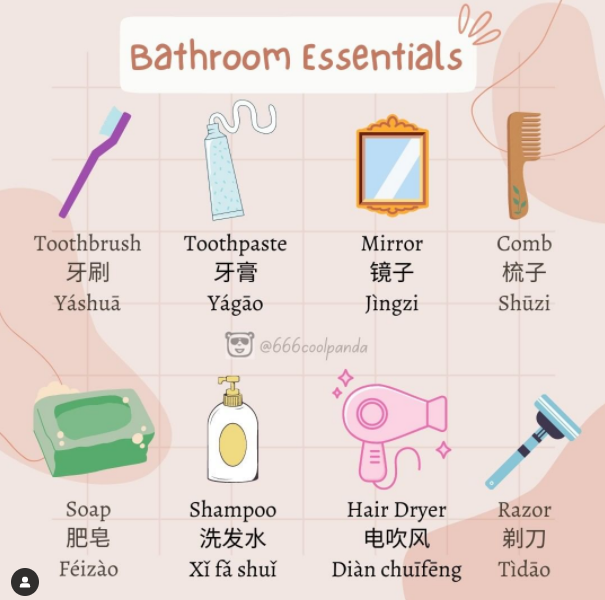 Bathroom Essentials
Toothbrush
牙刷
Yáshuā
Toothpaste
牙膏
Yágāo
Mirror
镜子
Jìngzi
Comb
梳子
Shūzi
@666coolpanda
Soap
肥皂
Féizào
Shampoo
洗发水
Xǐ fá shuǐ
Hair Dryer
电吹风
Diàn chuīfēng
Razor
剃刀
Tìdāo